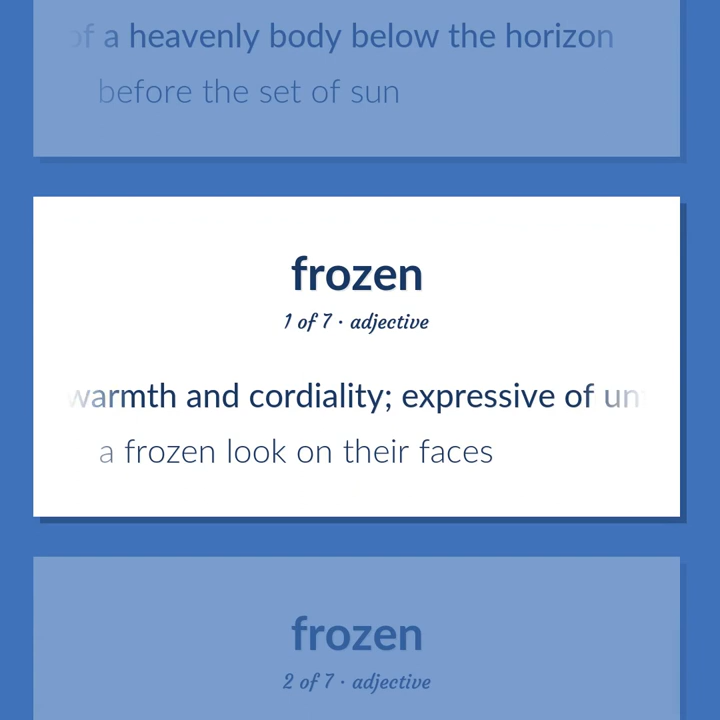 of a heavenly body below the horizon
before the set of sun
frozen
1 of 7 · adjective
warmth and cordiality; expressive of un
a frozen look on their faces
frozen
2 of 7 · adjective